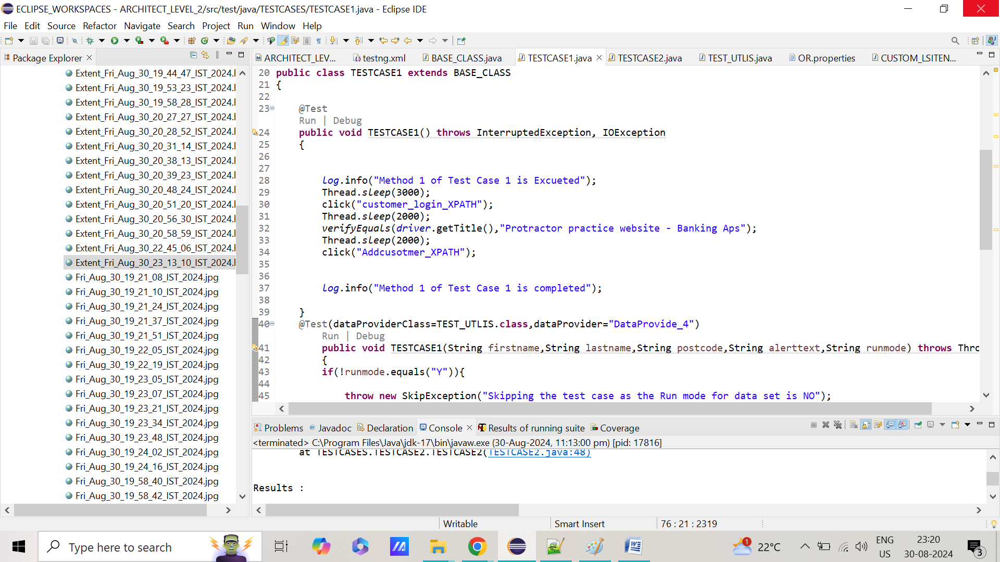 ECLIPSE_WORKSPACES - ARCHITECT_LEVEL_2/src/test/java/TESTCASES/TESTCASE1.java - Eclipse IDE
File Edit Source Refactor Navigate Search Project Run Window Help
Package Explorer
Extent_Fri_Aug_30_19_44_47_IST_2024.
Extent_Fri_Aug_30_19_53_23_IST_2024.
Extent_Fri_Aug_30_19_58_28_IST_2024.
Extent_Fri_Aug_30_20_27_27_IST_2024.
Extent_Fri_Aug_30_20_28_52_IST_2024.
Extent_Fri_Aug_30_20_31_14_IST_2024.
Extent_Fri_Aug_30_20_38_13_IST_2024.
Extent_Fri_Aug_30_20_39_23_IST_2024.
Extent_Fri_Aug_30_20_48_24_IST_2024.
Extent_Fri_Aug_30_20_51_20_IST_2024.
Extent_Fri_Aug_30_20_56_30_IST_2024.
Extent_Fri_Aug_30_20_58_59_IST_2024.
Extent_Fri_Aug_30_22_45_06_IST_2024.
Extent_Fri_Aug_30_23_13_10_IST_2024.
Fri_Aug_30_19_21_08_IST_2024.jpg
Fri_Aug_30_19_21_10_IST_2024.jpg
Fri_Aug_30_19_21_24_IST_2024.jpg
Fri_Aug_30_19_21_37_IST_2024.jpg
Fri_Aug_30_19_21_51_IST_2024.jpg
Fri_Aug_30_19_22_05_IST_2024.jpg
Fri_Aug_30_19_22_19_IST_2024.jpg
Fri_Aug_30_19_23_05_IST_2024.jpg
Fri_Aug_30_19_23_07_IST_2024.jpg
Fri_Aug_30_19_23_21_IST_2024.jpg
Fri_Aug_30_19_23_34_IST_2024.jpg
Fri_Aug_30_19_23_48_IST_2024.jpg
Fri_Aug_30_19_24_02_IST_2024.jpg
Fri_Aug_30_19_24_16_IST_2024.jpg
Fri_Aug_30_19_58_40_IST_2024.jpg
Fri_Aug_30_19_58_42_IST_2024.jpg
ARCHITECT_LEV... testng.xml BASE_CLASS.java TESTCASE1.java TESTCASE2.java TEST_UTLIS.java OR.properties CUSTOM_LSITEN...
20 public class TESTCASE1 extends BASE_CLASS
21 {
22
23 @Test
Run | Debug
24 public void TESTCASE1() throws InterruptedException, IOException
25 {
26
27
28 log.info("Method 1 of Test Case 1 is Excueted");
29 Thread.sleep(3000);
30 click("customer_login_XPATH");
31 Thread.sleep(2000);
32 verifyEquals(driver.getTitle(),"Protractor practice website - Banking Aps");
33 Thread.sleep(2000);
34 click("Addcusotmer_XPATH");
35
36
37 log.info("Method 1 of Test Case 1 is completed");
38
39 }
40 @Test(dataProviderClass=TEST_UTLIS.class,dataProvider="DataProvide_4")
Run | Debug
41 public void TESTCASE1(String firstname,String lastname,String postcode,String alerttext,String runmode) throws Thro
42 {
43 if(!runmode.equals("Y")){
44
45 throw new SkipException("Skipping the test case as the Run mode for data set is NO");
Problems Javadoc Declaration Console Results of running suite Coverage
<terminated> C:\Program Files\Java\jdk-17\bin\javaw.exe (30-Aug-2024, 11:13:00 pm) [pid: 17816]
at TESTCASES.TESTCASE2.TESTCASE2(TESTCASE2.java:48)
Results :
Writable Smart Insert 76 : 21 : 2319
Type here to search
1 22°C
ENG
US
23:20
30-08-2024
3